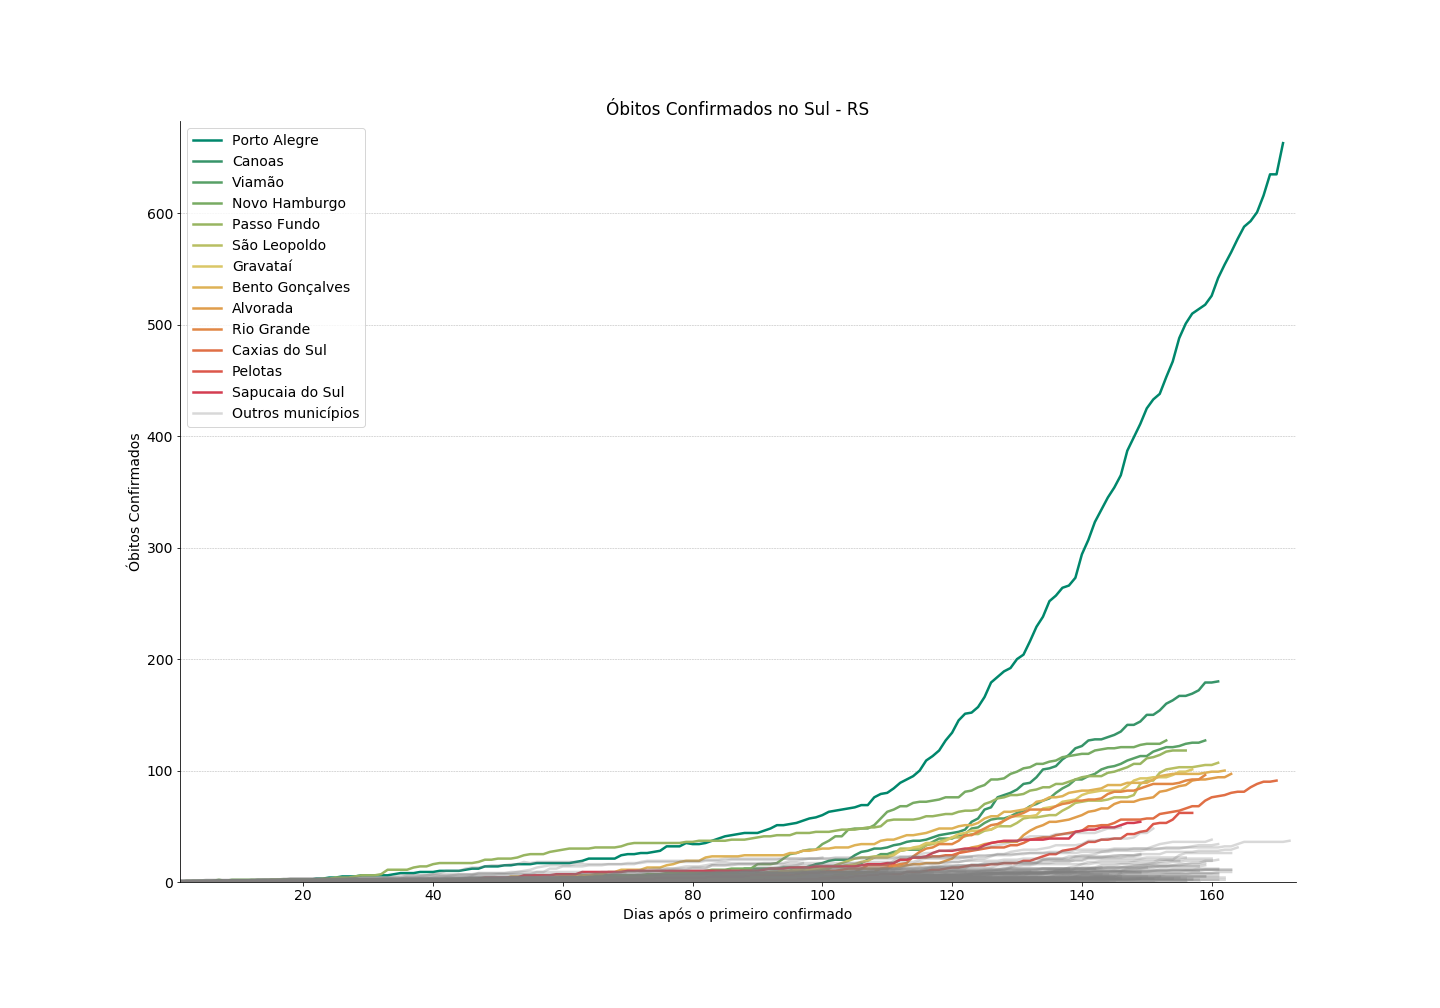 Óbitos Confirmados no Sul - RS
Porto Alegre
Canoas
Viamão
Novo Hamburgo
Passo Fundo
São Leopoldo
Gravataí
Bento Gonçalves
Alvorada
Rio Grande
Caxias do Sul
Pelotas
Sapucaia do Sul
Outros municípios
Óbitos Confirmados
600
500
400
300
200
100
0
20 40 60 80 100 120 140 160
Dias após o primeiro confirmado